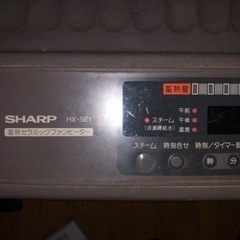 蓄熱量
午前
スチーム 午後
(点滅時給水) 温度
SHARP HX-SE1
蓄熱セラミックファンヒーター
スチーム 時刻合せ 時刻/タイマー
時 分